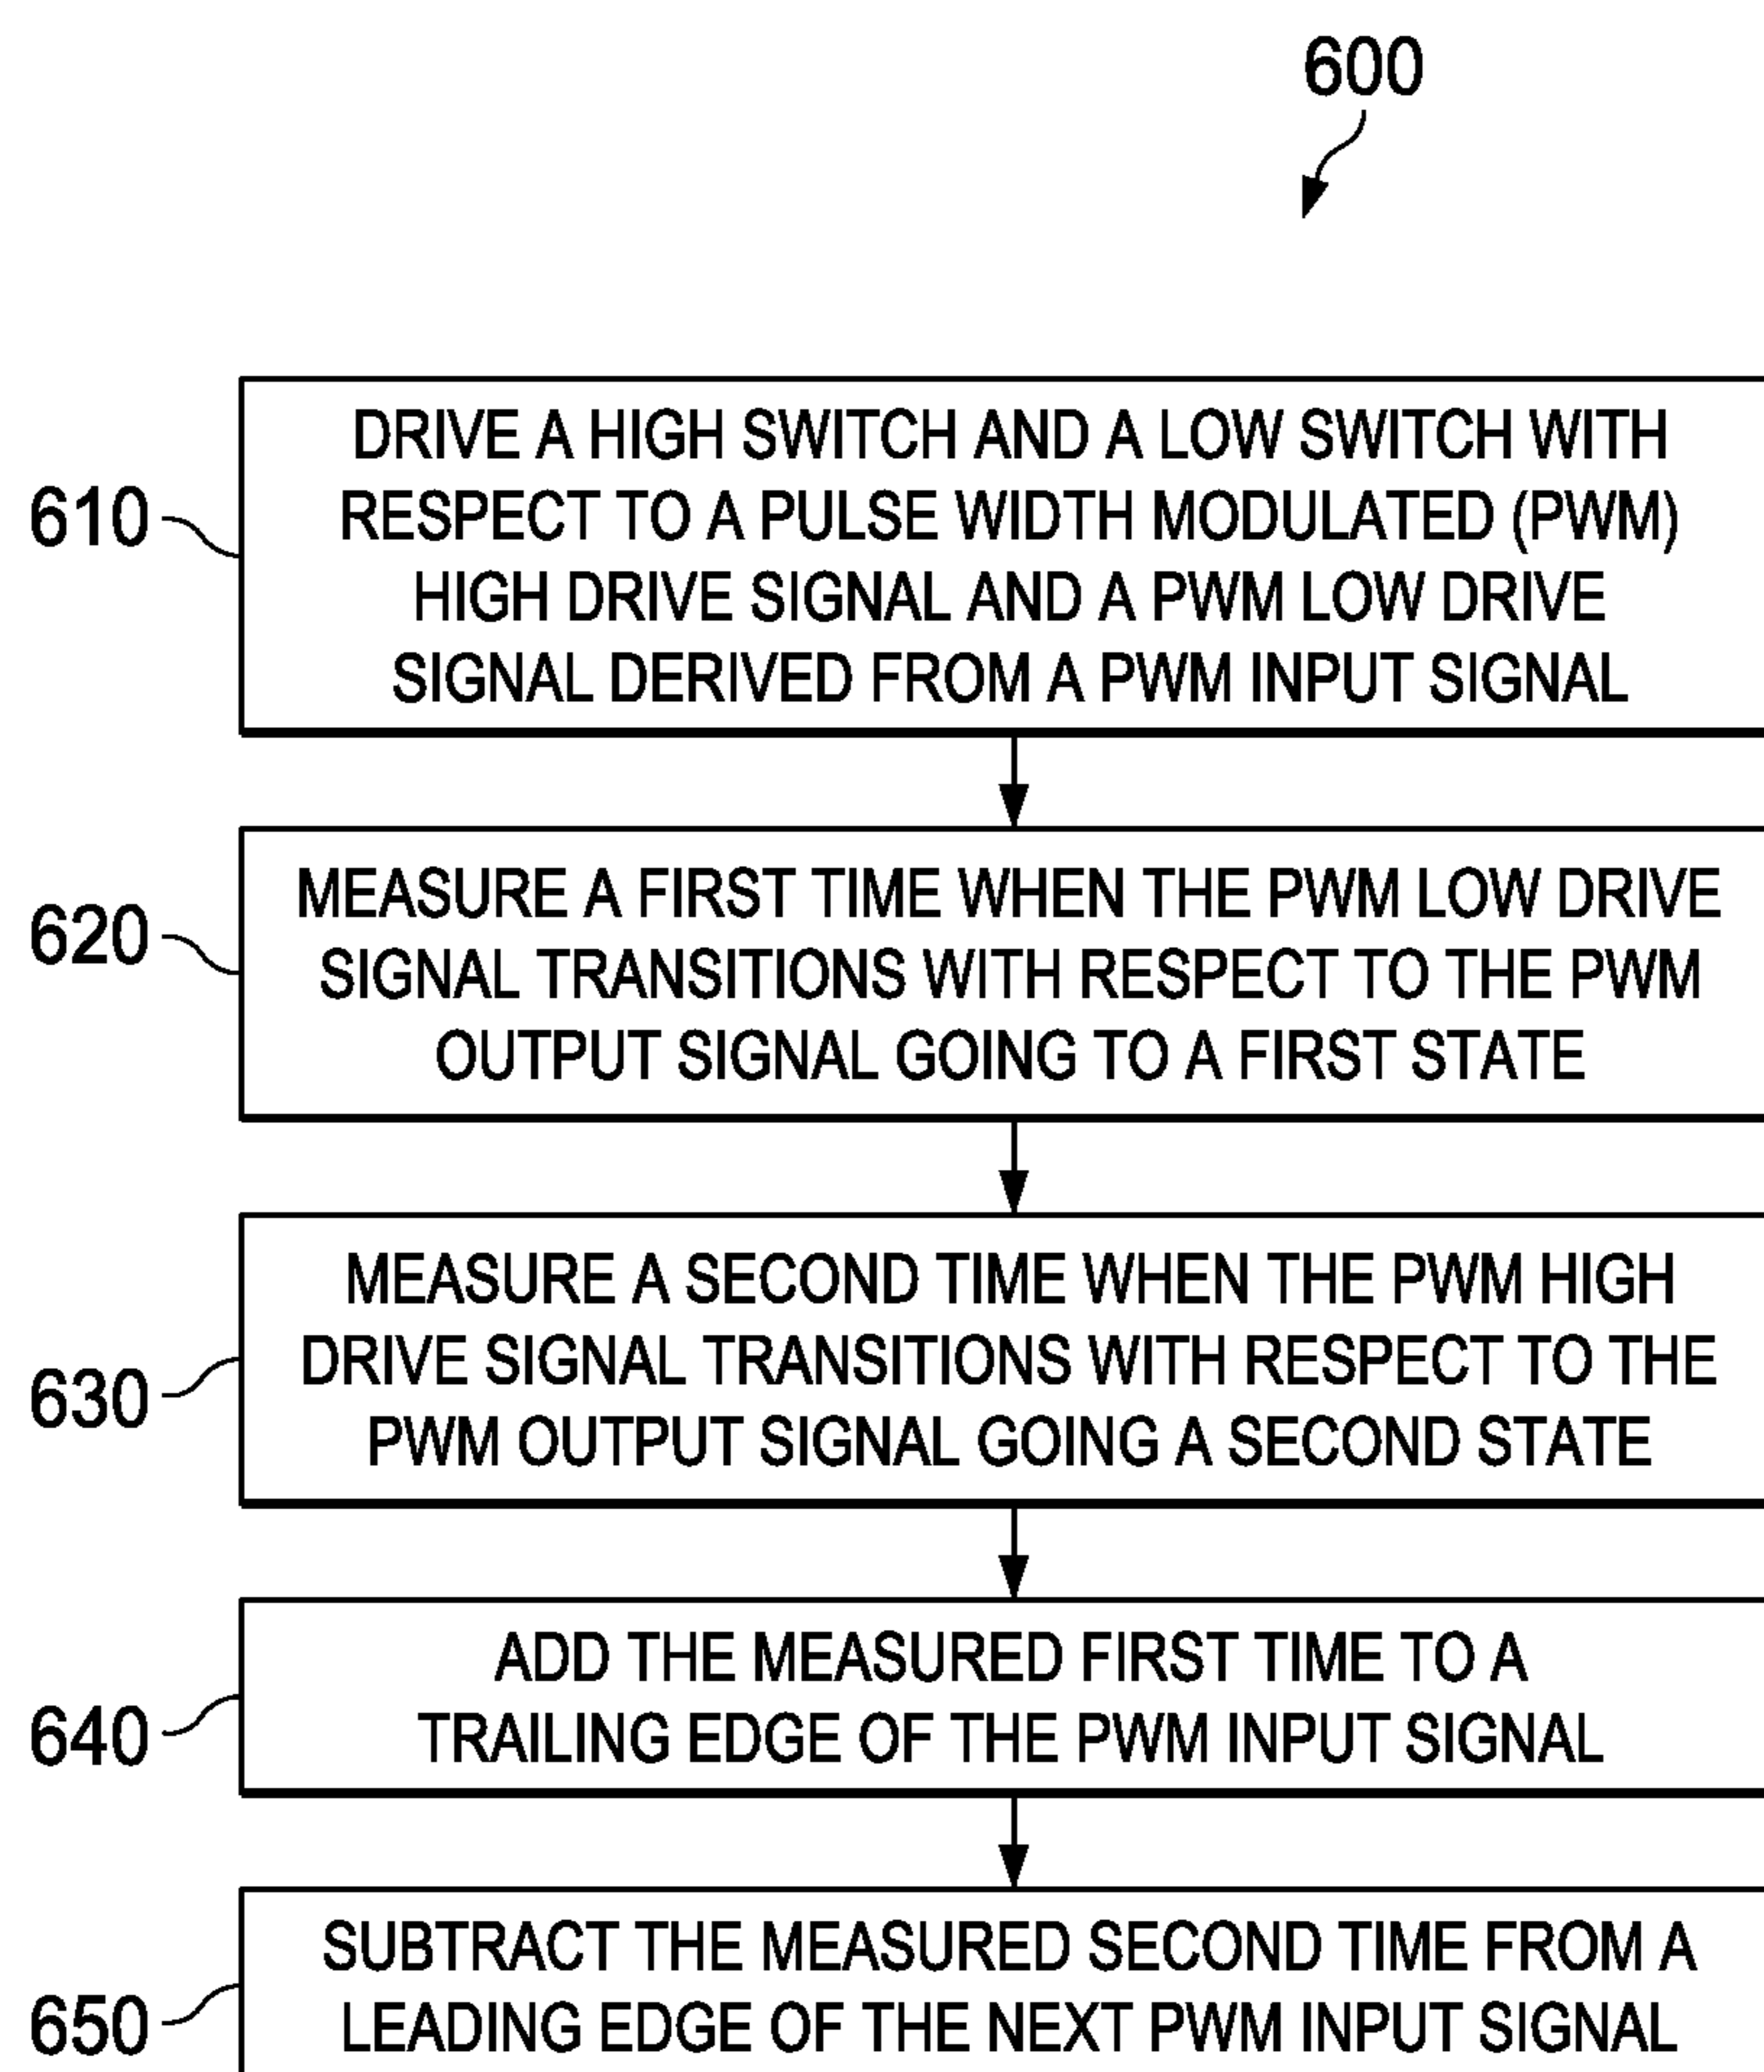 600
610
DRIVE A HIGH SWITCH AND A LOW SWITCH WITH
RESPECT TO A PULSE WIDTH MODULATED (PWM)
HIGH DRIVE SIGNAL AND A PWM LOW DRIVE
SIGNAL DERIVED FROM A PWM INPUT SIGNAL
620
MEASURE A FIRST TIME WHEN THE PWM LOW DRIVE
SIGNAL TRANSITIONS WITH RESPECT TO THE PWM
OUTPUT SIGNAL GOING TO A FIRST STATE
630
MEASURE A SECOND TIME WHEN THE PWM HIGH
DRIVE SIGNAL TRANSITIONS WITH RESPECT TO THE
PWM OUTPUT SIGNAL GOING A SECOND STATE
640
ADD THE MEASURED FIRST TIME TO A
TRAILING EDGE OF THE PWM INPUT SIGNAL
650
SUBTRACT THE MEASURED SECOND TIME FROM A
LEADING EDGE OF THE NEXT PWM INPUT SIGNAL